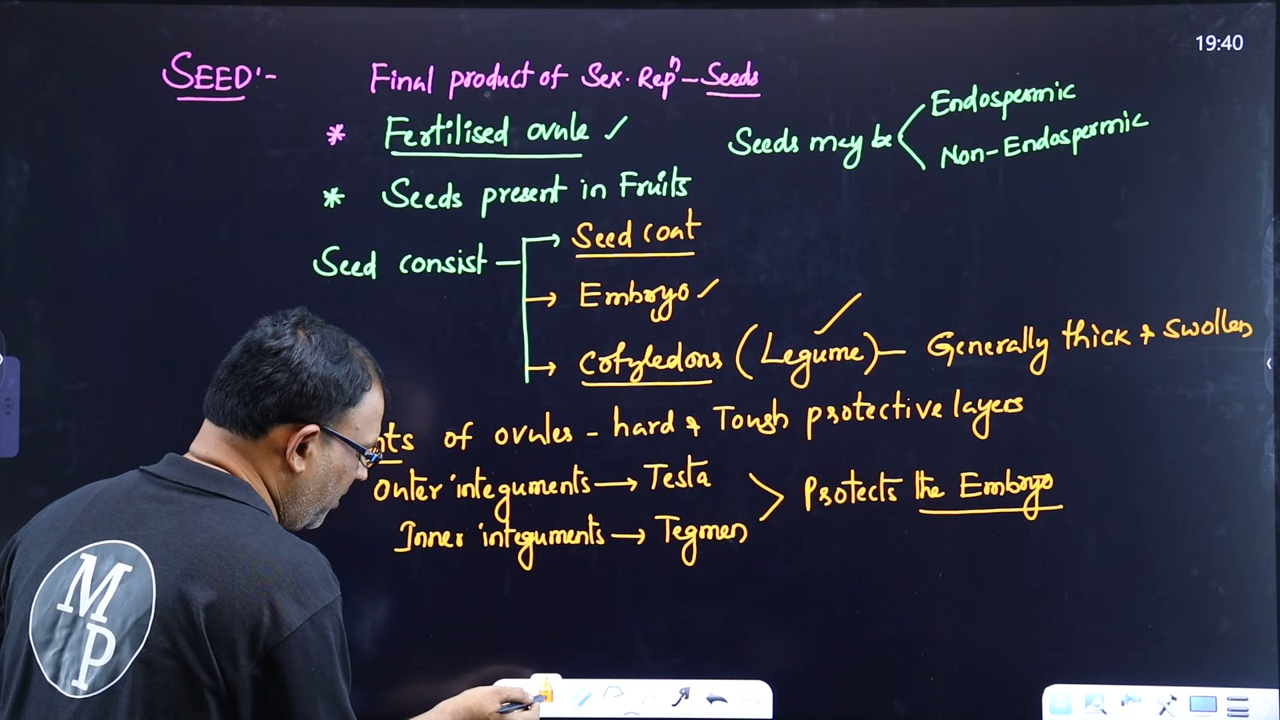 19:40
SEED:- Final product of Sex. Repⁿ - Seeds
* Fertilised ovule ✓
Seeds may be
Endospermic
Non-Endospermic
* Seeds present in Fruits
Seed consist
Seed coat
Embryo ✓
Cotyledons (Legume) - Generally thick & swollen
nts of ovules - hard & Tough protective layers
Outer integuments → Testa
Inner integuments → Tegmen
Protects the Embryo
MP